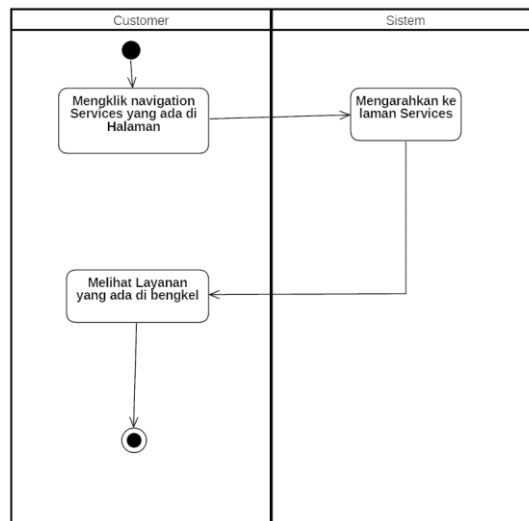 Customer
Sistem
Mengklik navigation
Services yang ada di
Halaman
Mengarahkan ke
laman Services
Melihat Layanan
yang ada di bengkel